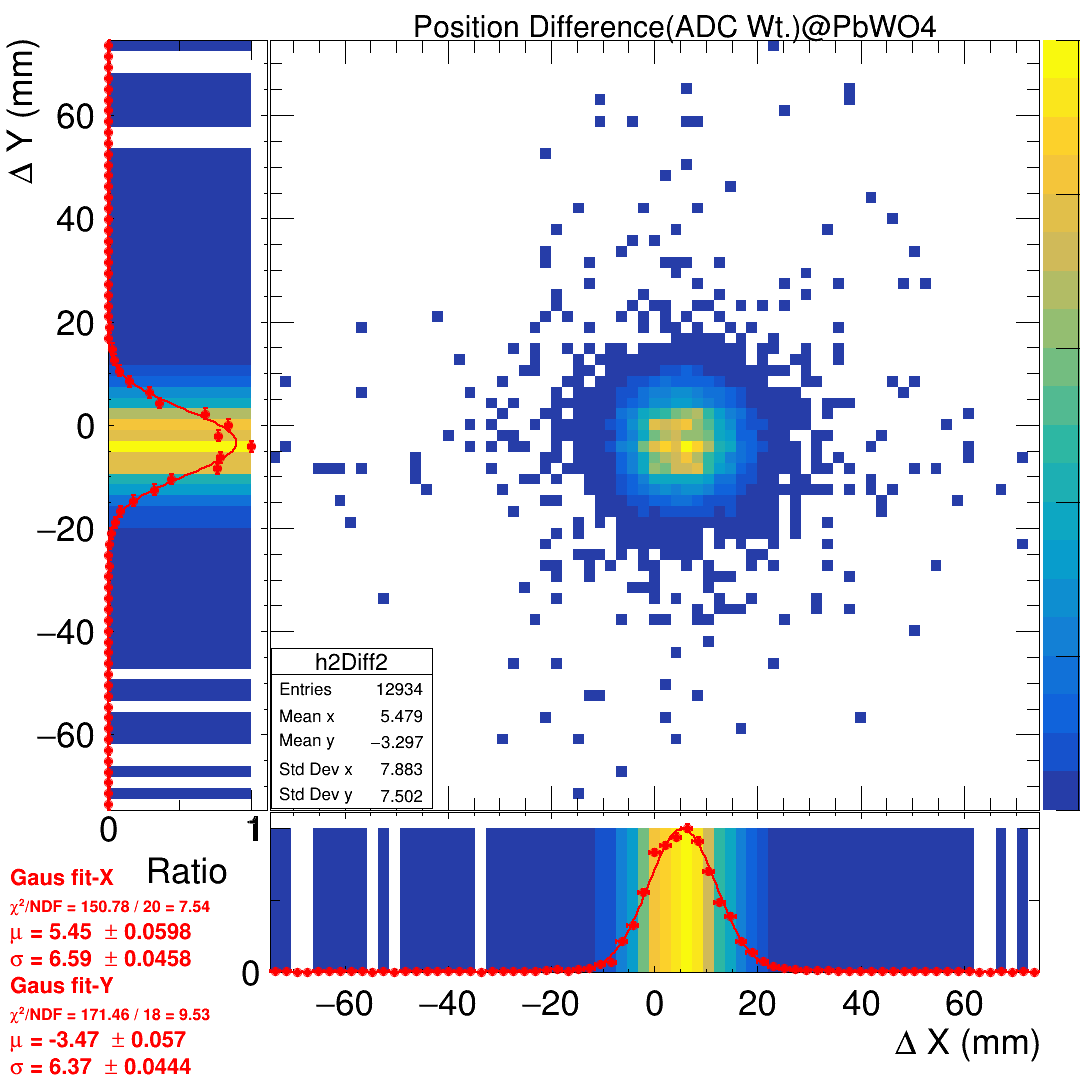 Position Difference(ADC Wt.)@PbWO4
Δ Y (mm)
60
40
20
0
−20
−40
−60
h2Diff2
Entries 12934
Mean x 5.479
Mean y −3.297
Std Dev x 7.883
Std Dev y 7.502
0 1
Ratio
1
0
−60 −40 −20 0 20 40 60
Δ X (mm)
Gaus fit-X
χ²/NDF = 150.78 / 20 = 7.54
μ = 5.45 ± 0.0598
σ = 6.59 ± 0.0458
Gaus fit-Y
χ²/NDF = 171.46 / 18 = 9.53
μ = -3.47 ± 0.057
σ = 6.37 ± 0.0444